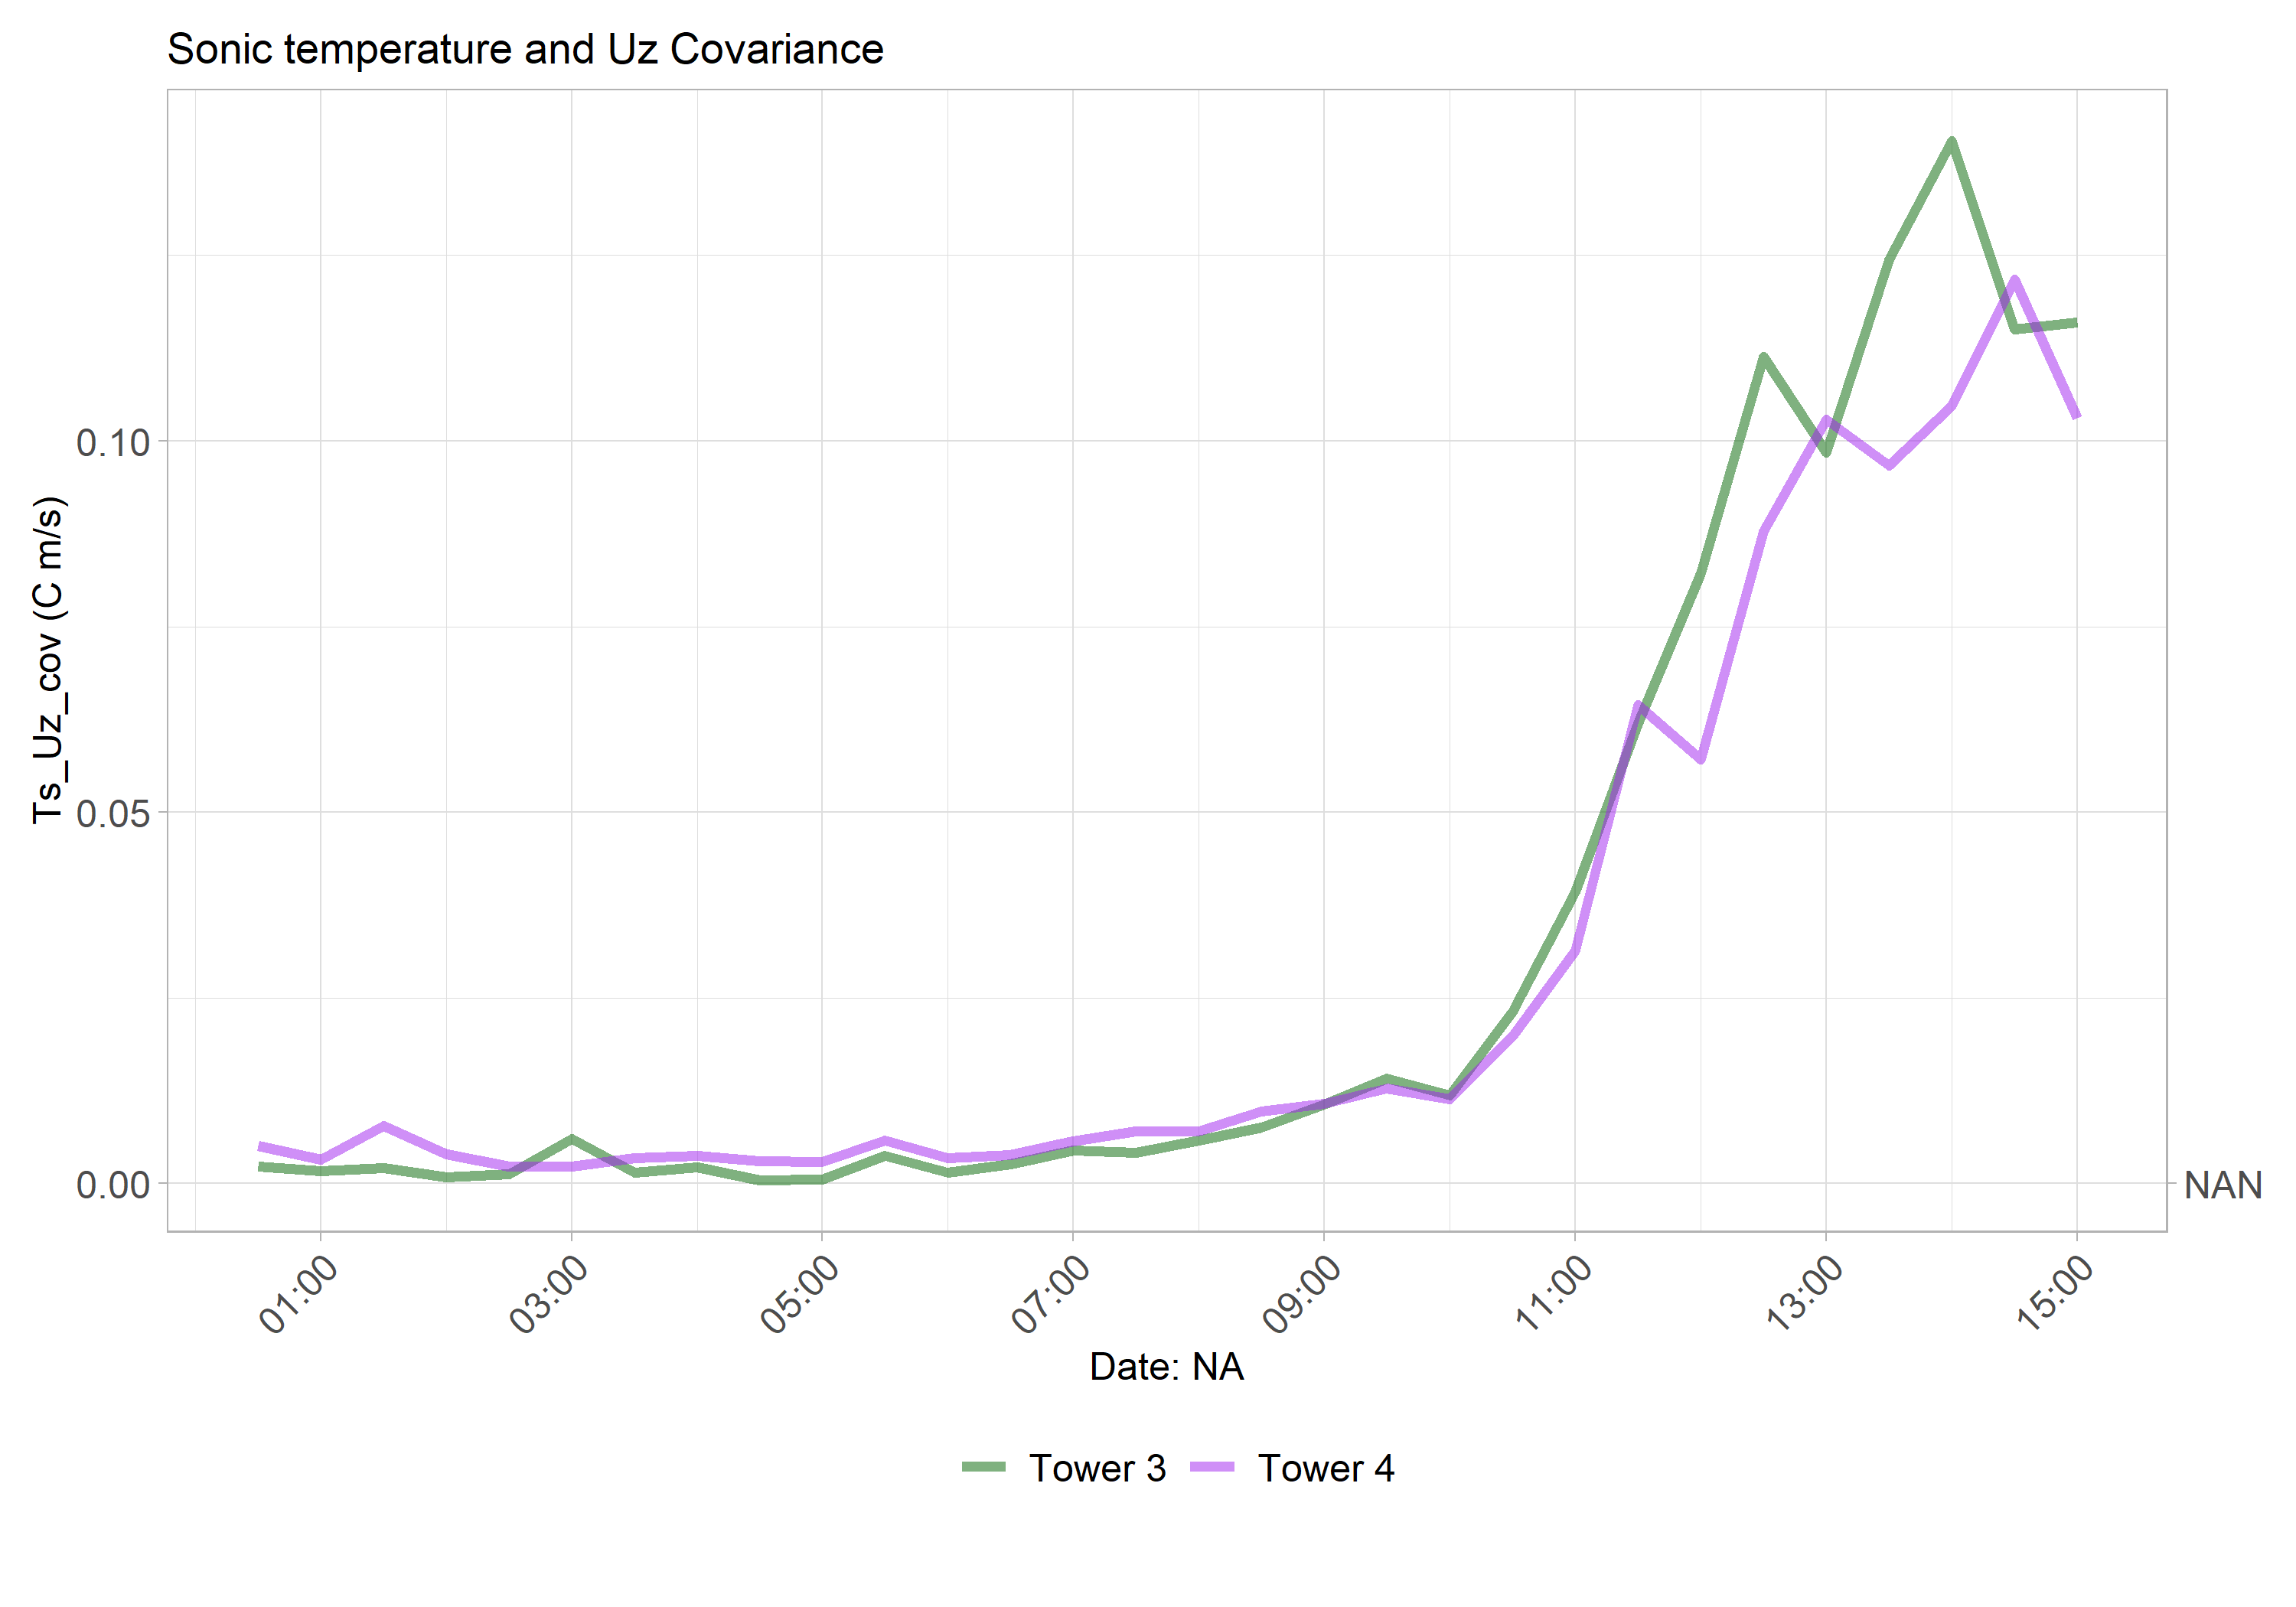 Sonic temperature and Uz Covariance
Ts_Uz_cov (C m/s)
0.10
0.05
0.00
NAN
01:00
03:00
05:00
07:00
09:00
11:00
13:00
15:00
Date: NA
Tower 3
Tower 4